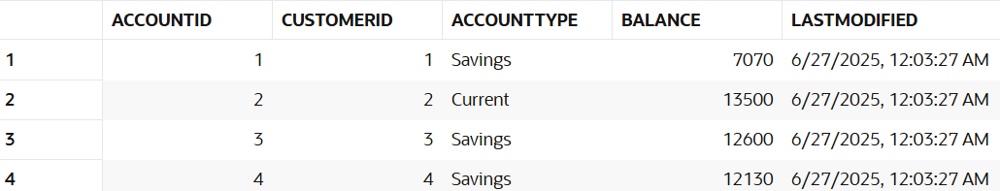 ACCOUNTID CUSTOMERID ACCOUNTTYPE BALANCE LASTMODIFIED
1 1 1 Savings 7070 6/27/2025, 12:03:27 AM
2 2 2 Current 13500 6/27/2025, 12:03:27 AM
3 3 3 Savings 12600 6/27/2025, 12:03:27 AM
4 4 4 Savings 12130 6/27/2025, 12:03:27 AM